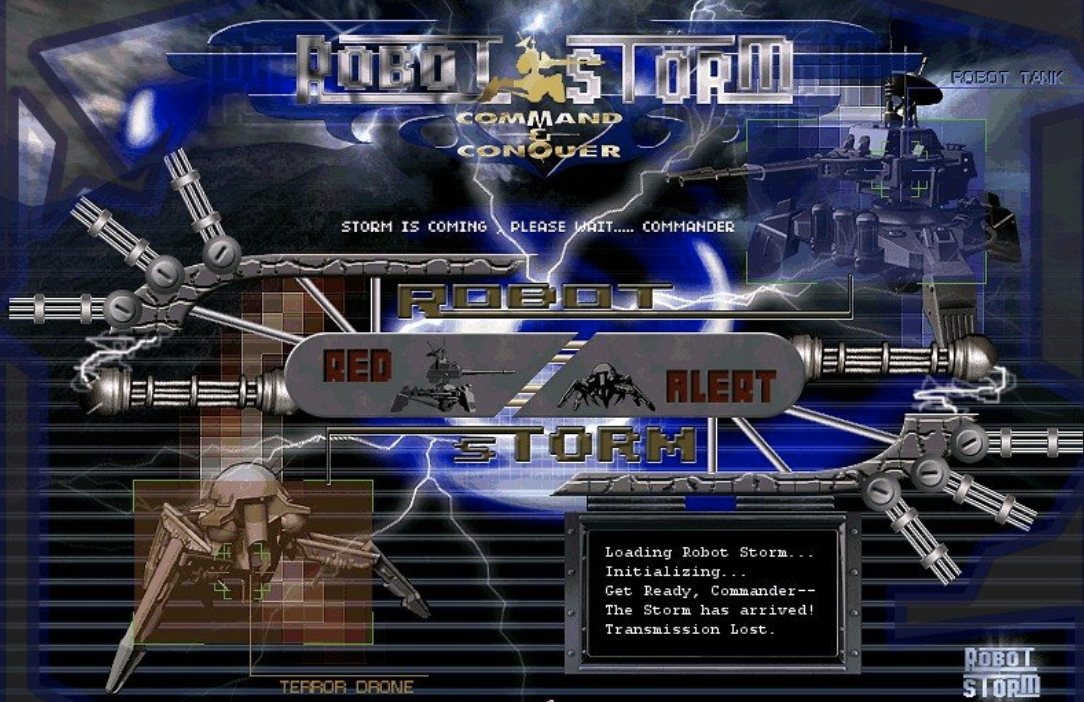 ROBOT STORM
COMMAND
&
CONQUER
ROBOT TANK
STORM IS COMING , PLEASE WAIT..... COMMANDER
ROBOT
RED ALERT
STORM
Loading Robot Storm...
Initializing...
Get Ready, Commander--
The Storm has arrived!
Transmission Lost.
TERROR DRONE
ROBOT
STORM